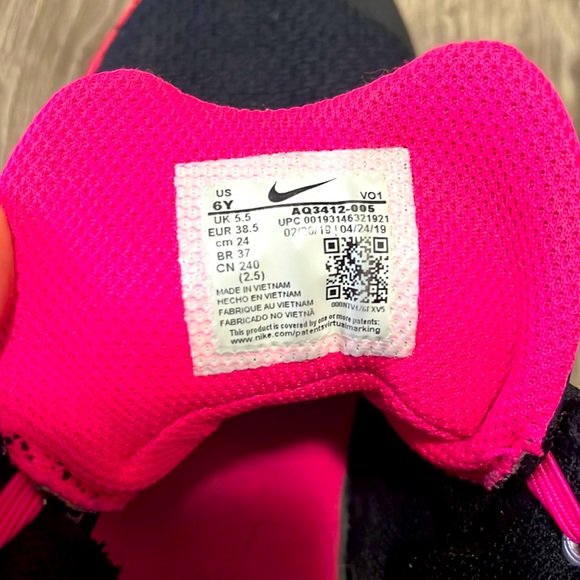 US
6Y
UK 5.5
EUR 38.5
cm 24
BR 37
CN 240
(2.5)
VO1
AQ3412-005
UPC 00193146321921
04/24/19
MADE IN VIETNAM
HECHO EN VIETNAM
FABRIQUE AU VIETNAM
FABRICADO NO VIETNÃ
This product is covered by one or more patents:
www.nike.com/patentsvirtualmarking